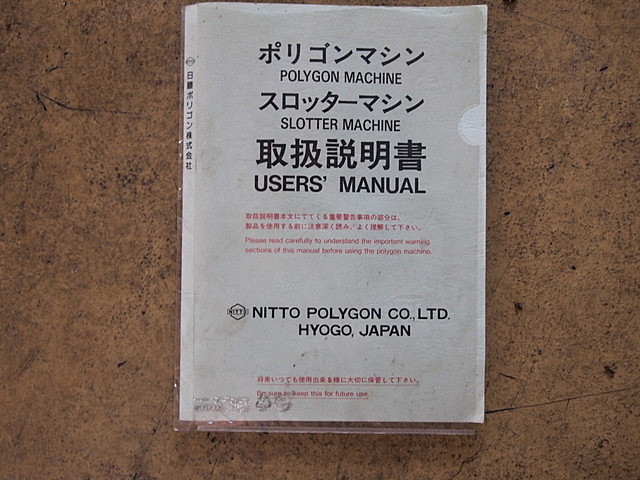 ポリゴンマシン
POLYGON MACHINE
スロッターマシン
SLOTTER MACHINE
取扱説明書
USERS' MANUAL
取扱説明書本文にでてくる重要警告事項の部分は、
製品を使用する前に注意深く読み、よく理解して下さい。
Please read carefully to understand the important warning
sections of this manual before using the polygon machine.
NITTO NITTO POLYGON CO., LTD.
HYOGO, JAPAN
将来いつでも使用出来る様に大切に保管して下さい。
Be sure to keep this for future use.
NITTO 日藤ポリゴン株式会社